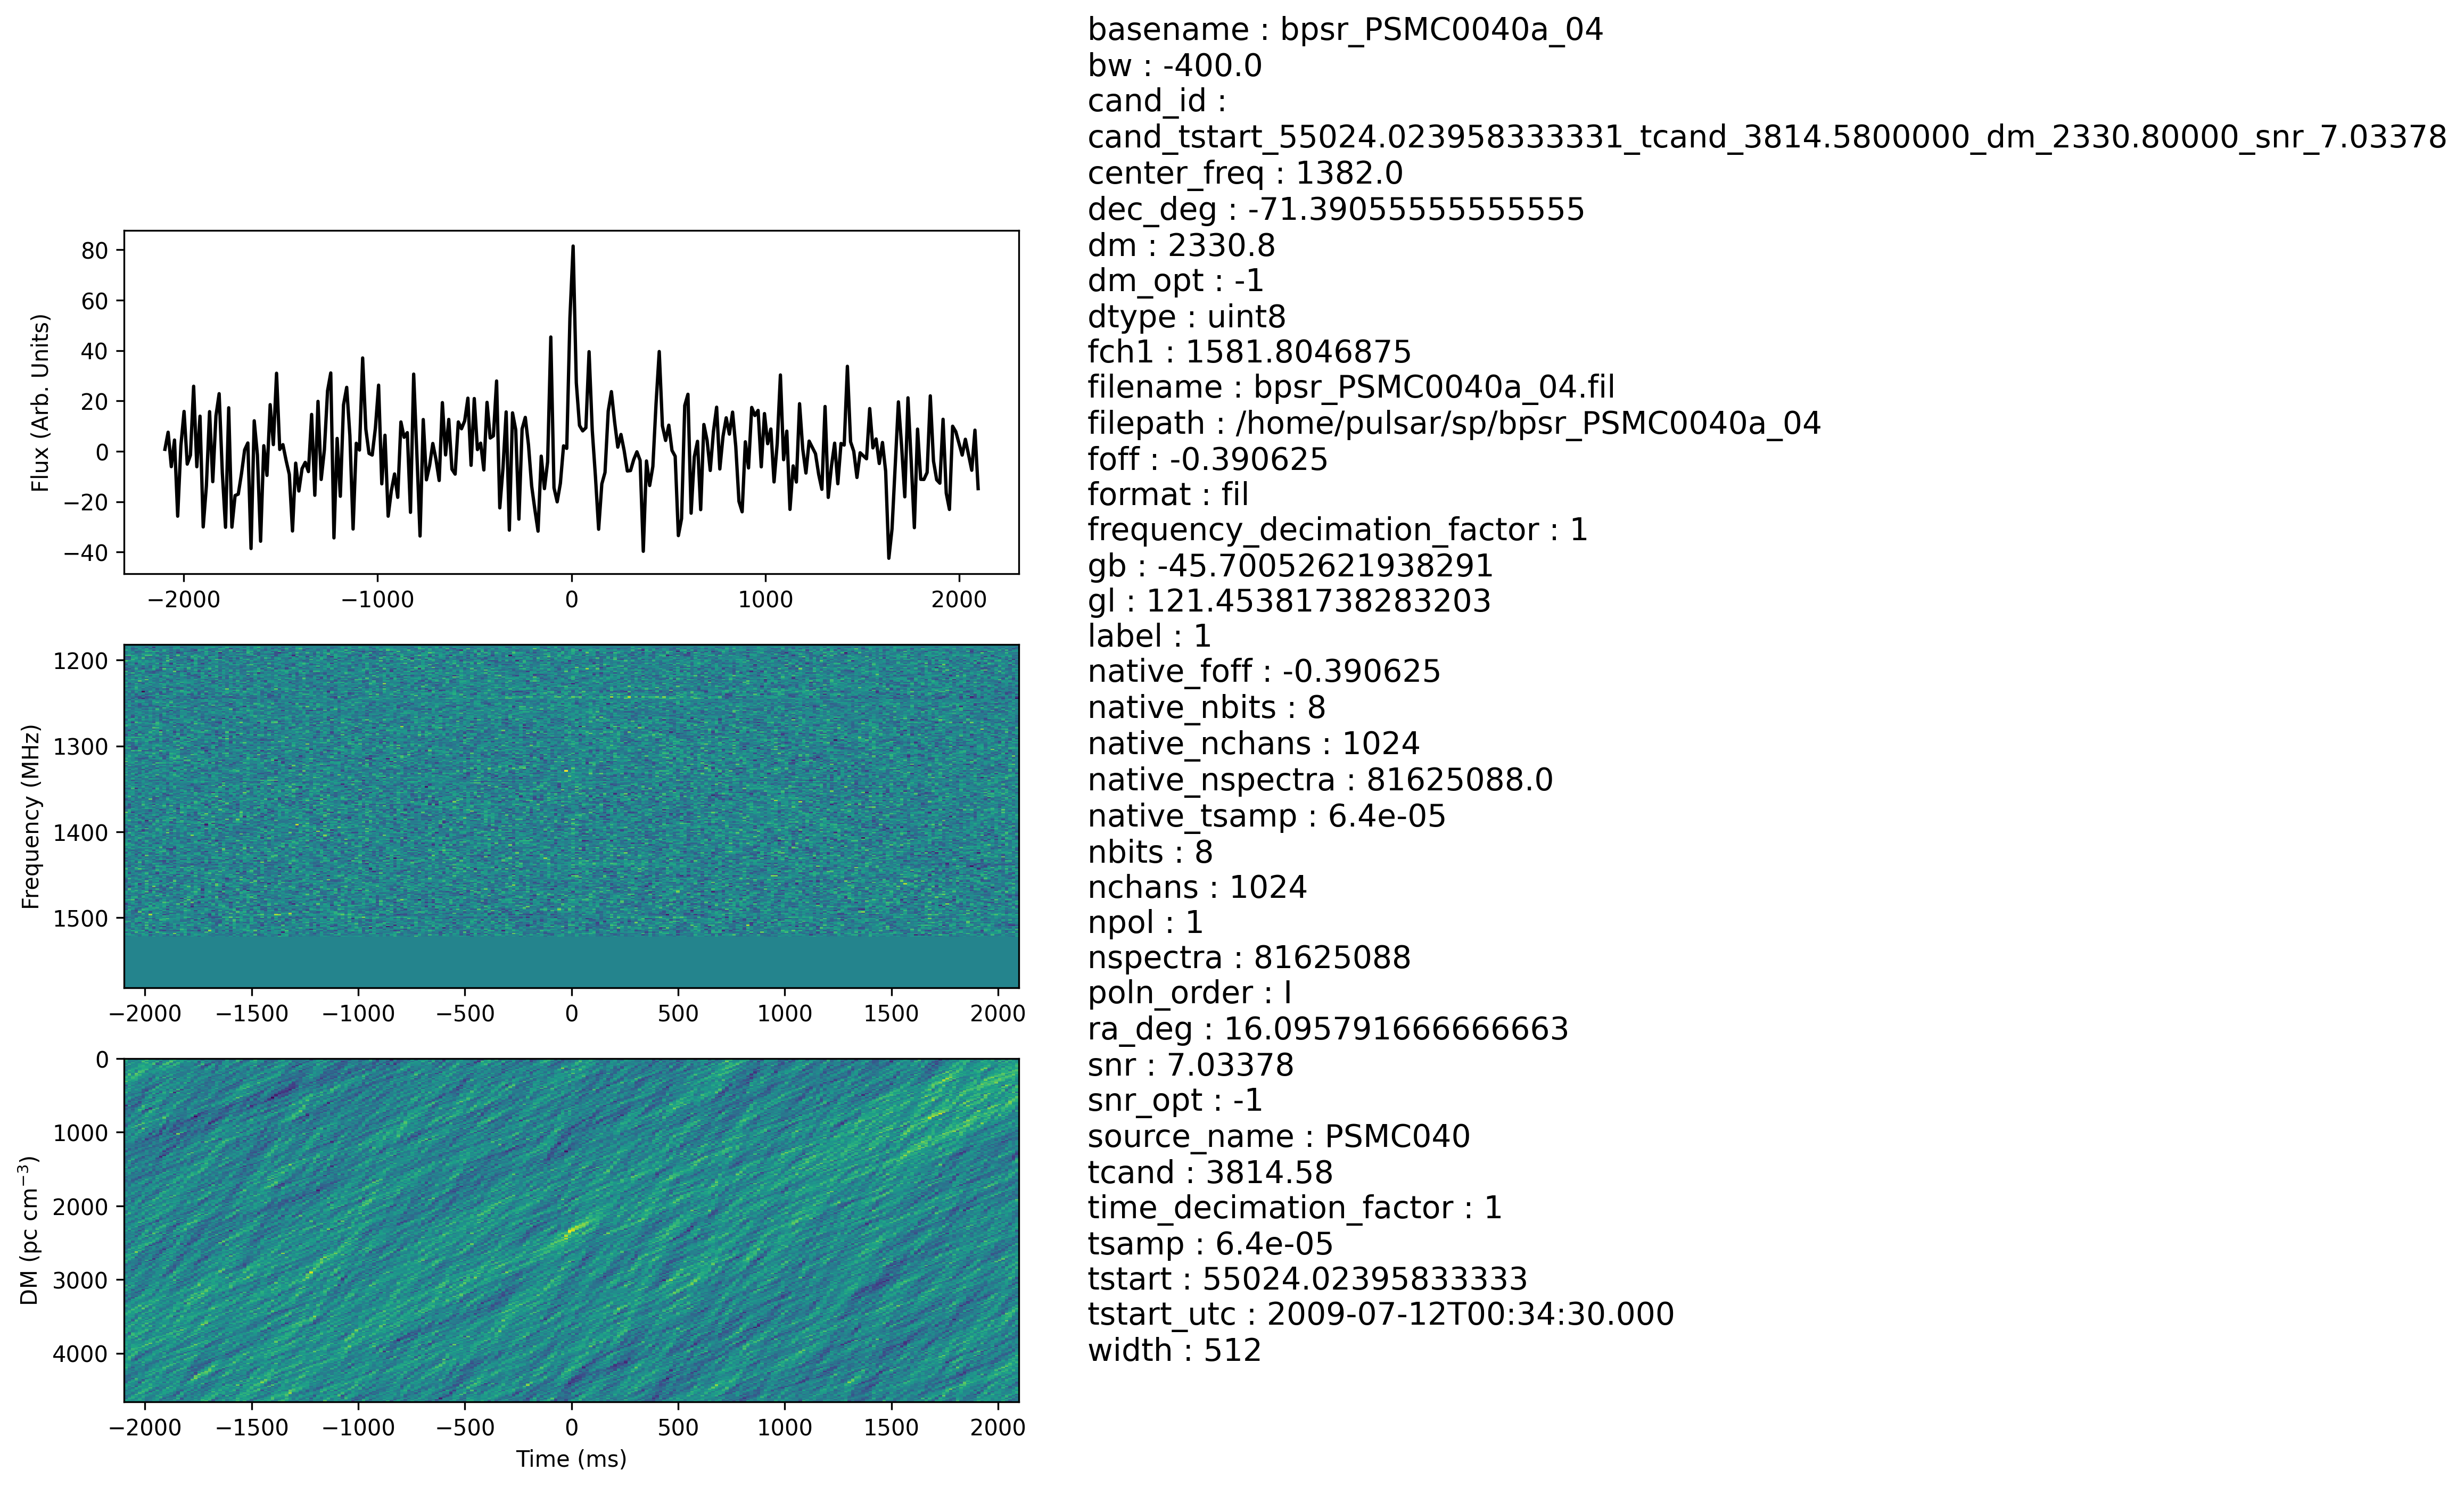 basename : bpsr_PSMC0040a_04
bw : -400.0
cand_id :
cand_tstart_55024.023958333331_tcand_3814.5800000_dm_2330.80000_snr_7.03378
center_freq : 1382.0
dec_deg : -71.39055555555555
dm : 2330.8
dm_opt : -1
dtype : uint8
fch1 : 1581.8046875
filename : bpsr_PSMC0040a_04.fil
filepath : /home/pulsar/sp/bpsr_PSMC0040a_04
foff : -0.390625
format : fil
frequency_decimation_factor : 1
gb : -45.70052621938291
gl : 121.45381738283203
label : 1
native_foff : -0.390625
native_nbits : 8
native_nchans : 1024
native_nspectra : 81625088.0
native_tsamp : 6.4e-05
nbits : 8
nchans : 1024
npol : 1
nspectra : 81625088
poln_order : I
ra_deg : 16.095791666666663
snr : 7.03378
snr_opt : -1
source_name : PSMC040
tcand : 3814.58
time_decimation_factor : 1
tsamp : 6.4e-05
tstart : 55024.02395833333
tstart_utc : 2009-07-12T00:34:30.000
width : 512
Flux (Arb. Units)
80
60
40
20
0
−20
−40
−2000 −1000 0 1000 2000
Frequency (MHz)
1200
1300
1400
1500
−2000 −1500 −1000 −500 0 500 1000 1500 2000
DM (pc cm⁻³)
0
1000
2000
3000
4000
−2000 −1500 −1000 −500 0 500 1000 1500 2000
Time (ms)